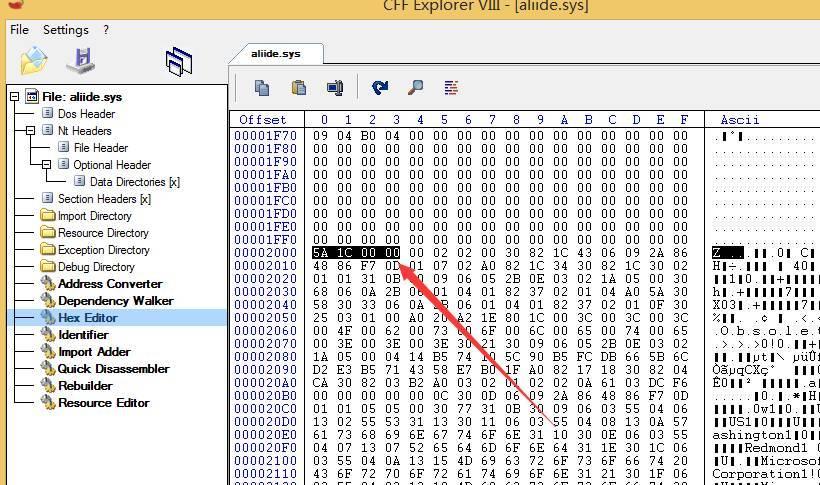 CFF Explorer VIII - [aliide.sys]
File Settings ?
aliide.sys
File: aliide.sys
Dos Header
Nt Headers
File Header
Optional Header
Data Directories [x]
Section Headers [x]
Import Directory
Resource Directory
Exception Directory
Debug Directory
Address Converter
Dependency Walker
Hex Editor
Identifier
Import Adder
Quick Disassembler
Rebuilder
Resource Editor
Offset 0 1 2 3 4 5 6 7 8 9 A B C D E F Ascii
00001F70 09 04 B0 04 00 00 00 00 00 00 00 00 00 00 00 00
00001F80 00 00 00 00 00 00 00 00 00 00 00 00 00 00 00 00
00001F90 00 00 00 00 00 00 00 00 00 00 00 00 00 00 00 00
00001FA0 00 00 00 00 00 00 00 00 00 00 00 00 00 00 00 00
00001FB0 00 00 00 00 00 00 00 00 00 00 00 00 00 00 00 00
00001FC0 00 00 00 00 00 00 00 00 00 00 00 00 00 00 00 00
00001FD0 00 00 00 00 00 00 00 00 00 00 00 00 00 00 00 00
00001FE0 00 00 00 00 00 00 00 00 00 00 00 00 00 00 00 00
00001FF0 00 00 00 00 00 00 00 00 00 00 00 00 00 00 00 00
00002000 5A 1C 00 00 00 02 02 00 30 82 1C 43 06 09 2A 86
00002010 48 86 F7 0D 01 07 02 A0 82 1C 34 30 82 1C 30 02
00002020 01 01 31 0B 09 06 05 2B 0E 03 02 1A 05 00 30
00002030 68 06 0A 2B 06 01 04 01 82 37 02 01 04 A0 5A 30
00002040 58 30 33 06 0A 2B 06 01 04 01 82 37 02 01 0F 30
00002050 25 03 01 00 A0 20 A2 1E 80 1C 00 3C 00 3C 00 3C
00002060 00 4F 00 62 00 73 00 6F 00 6C 00 65 00 74 00 65
00002070 00 3E 00 3E 00 3E 30 21 30 09 06 05 2B 0E 03 02
00002080 1A 05 00 04 14 B5 74 10 5C 90 B5 FC DB 66 5B 6C
00002090 D2 E3 B5 71 43 58 E7 B0 1F A0 82 17 18 30 82 04
000020A0 CA 30 82 03 B2 A0 03 02 01 02 02 0A 61 03 DC F6
000020B0 00 00 00 00 00 0C 30 0D 06 09 2A 86 48 86 F7 0D
000020C0 01 01 05 05 00 30 77 31 0B 30 09 06 03 55 04 06
000020D0 13 02 55 53 31 13 30 11 06 03 55 04 08 13 0A 57
000020E0 61 73 68 69 6E 67 74 6F 6E 31 10 30 0E 06 03 55
000020F0 04 07 13 07 52 65 64 6D 6F 6E 64 31 1E 30 1C 06
00002100 03 55 04 0A 13 15 4D 69 63 72 6F 73 6F 66 74 20
00002110 43 6F 72 70 6F 72 61 74 69 6F 6E 31 21 30 1F 06